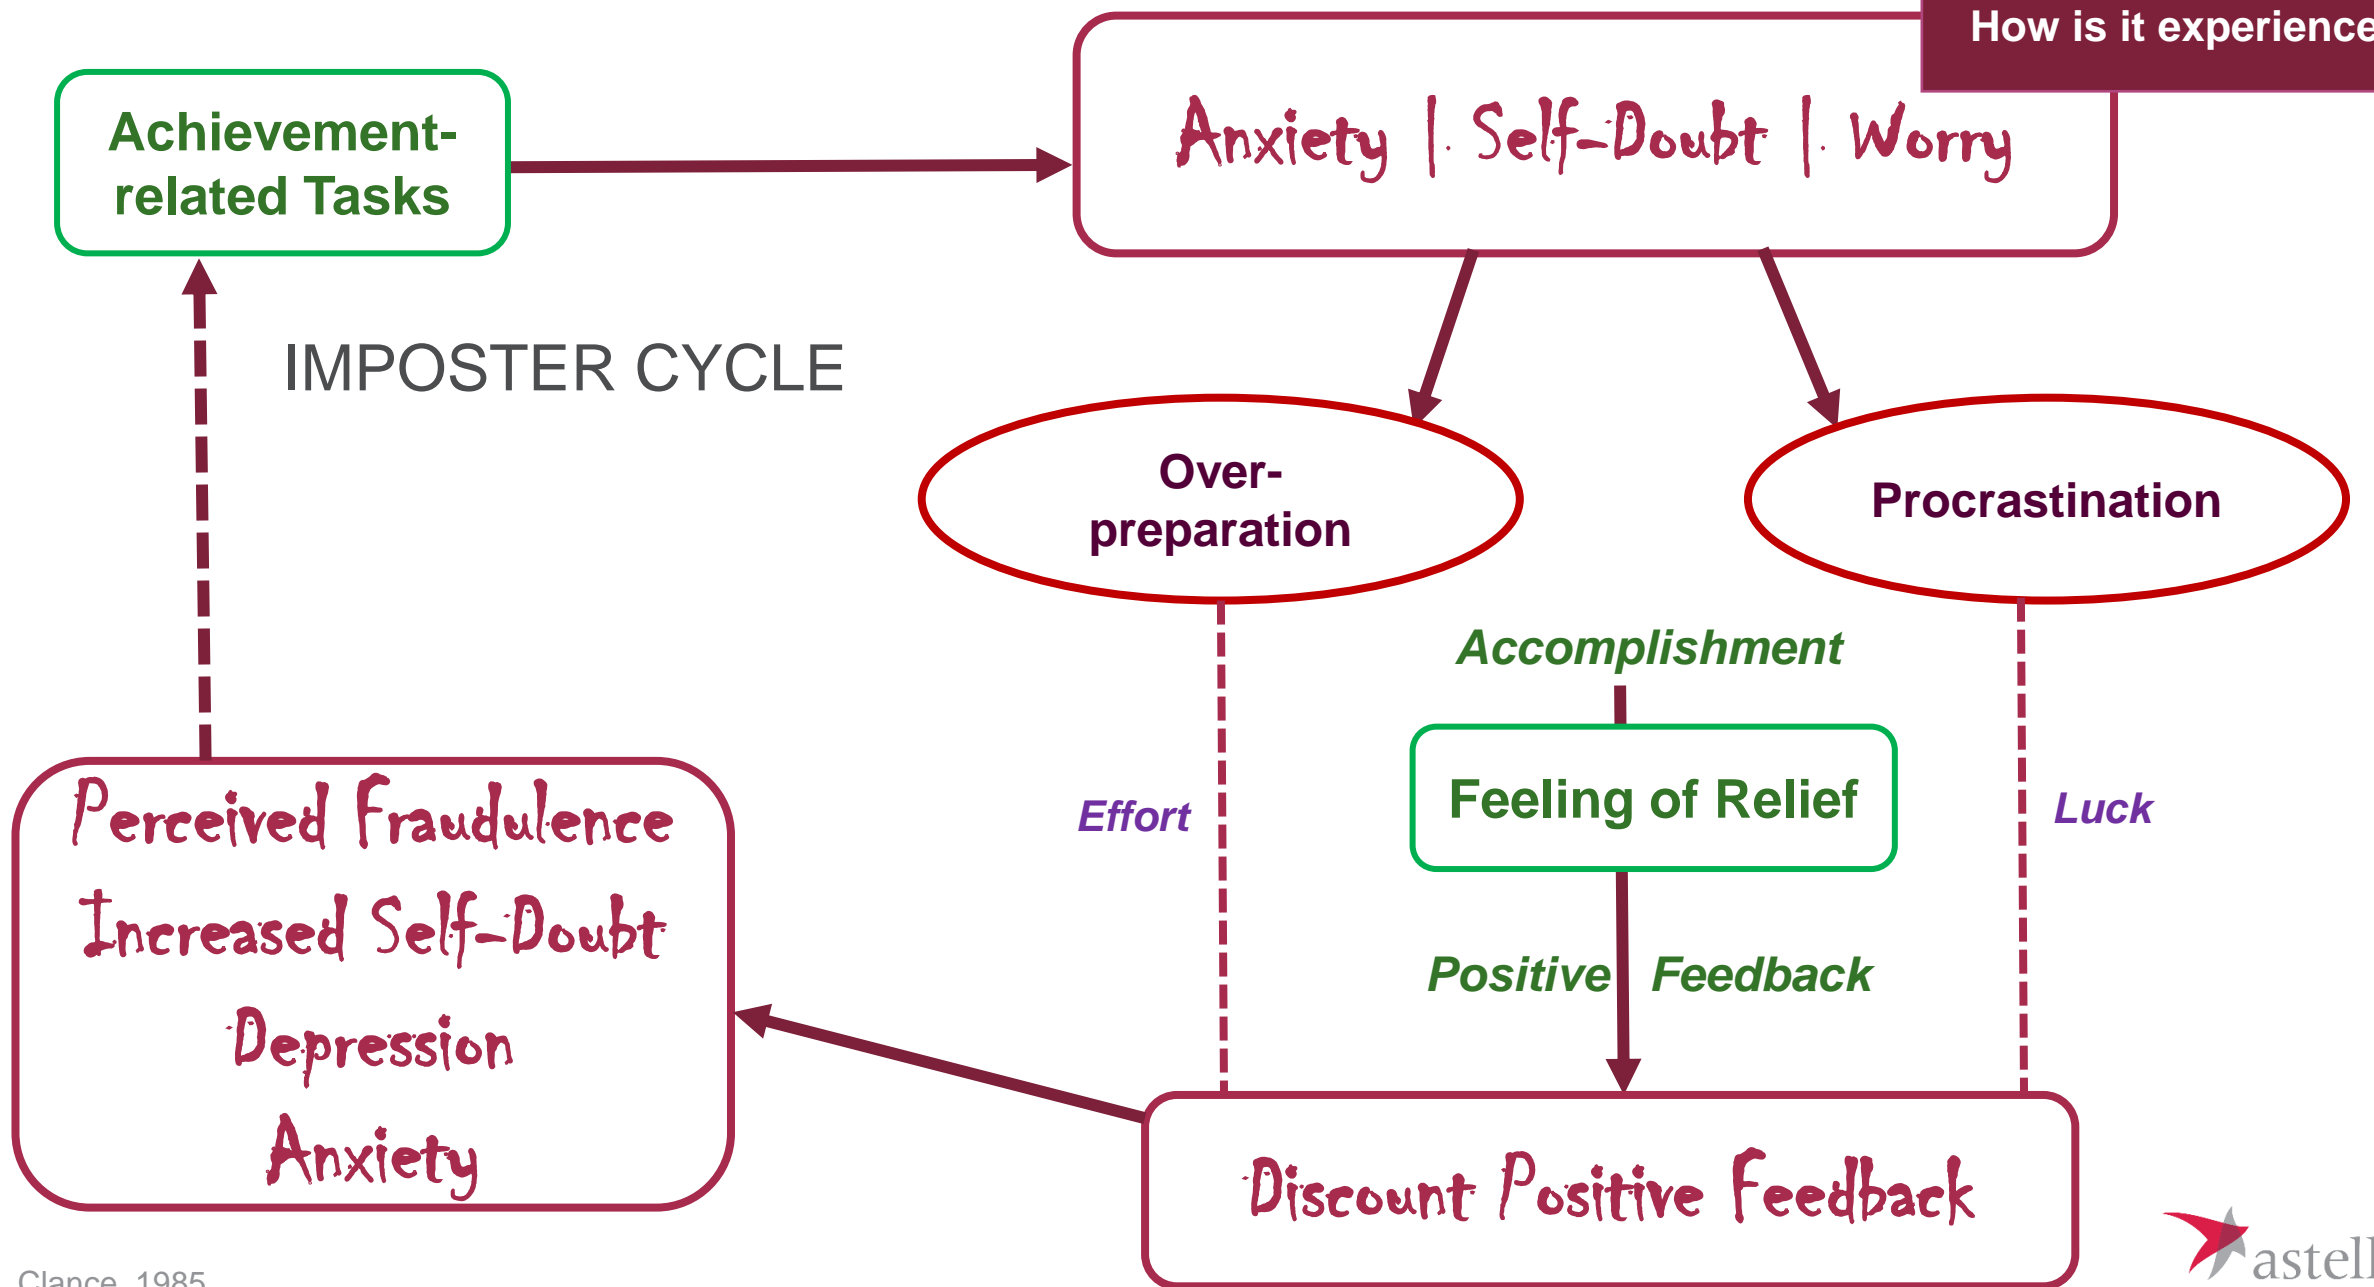 How is it experience
Achievement-
related Tasks
Anxiety | Self-Doubt | Worry
IMPOSTER CYCLE
Over-
preparation
Procrastination
Accomplishment
Feeling of Relief
Effort
Luck
Positive Feedback
Perceived Fraudulence
Increased Self-Doubt
Depression
Anxiety
Discount Positive Feedback
Clance, 1985
astell